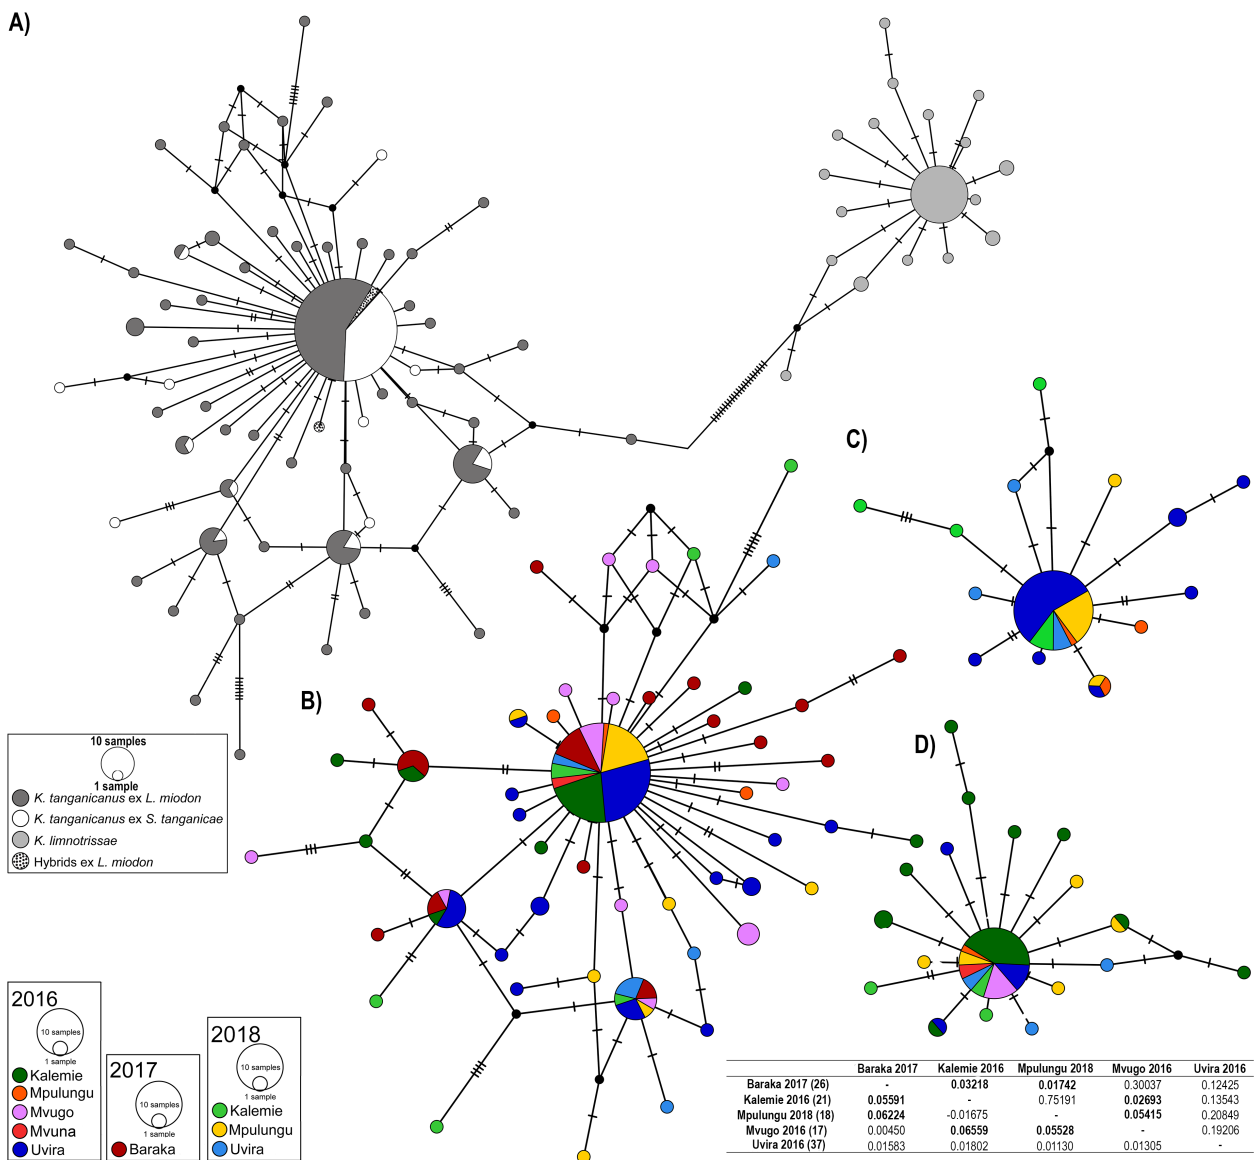 A)
C)
B)
D)
10 samples
1 sample
K. tanganicanus ex L. miodon
K. tanganicanus ex S. tanganicae
K. limnotrissae
Hybrids ex L. miodon
2016
10 samples
1 sample
Kalemie
Mpulungu
Mvugo
Mvuna
Uvira
2017
10 samples
1 sample
Baraka
2018
10 samples
1 sample
Kalemie
Mpulungu
Uvira
Baraka 2017 Kalemie 2016 Mpulungu 2018 Mvugo 2016 Uvira 2016
Baraka 2017 (26) - 0.03218 0.01742 0.30037 0.12425
Kalemie 2016 (21) 0.05591 - 0.75191 0.02693 0.13543
Mpulungu 2018 (18) 0.06224 -0.01675 - 0.05415 0.20849
Mvugo 2016 (17) 0.00450 0.06559 0.05528 - 0.19206
Uvira 2016 (37) 0.01583 0.01802 0.01130 0.01305 -